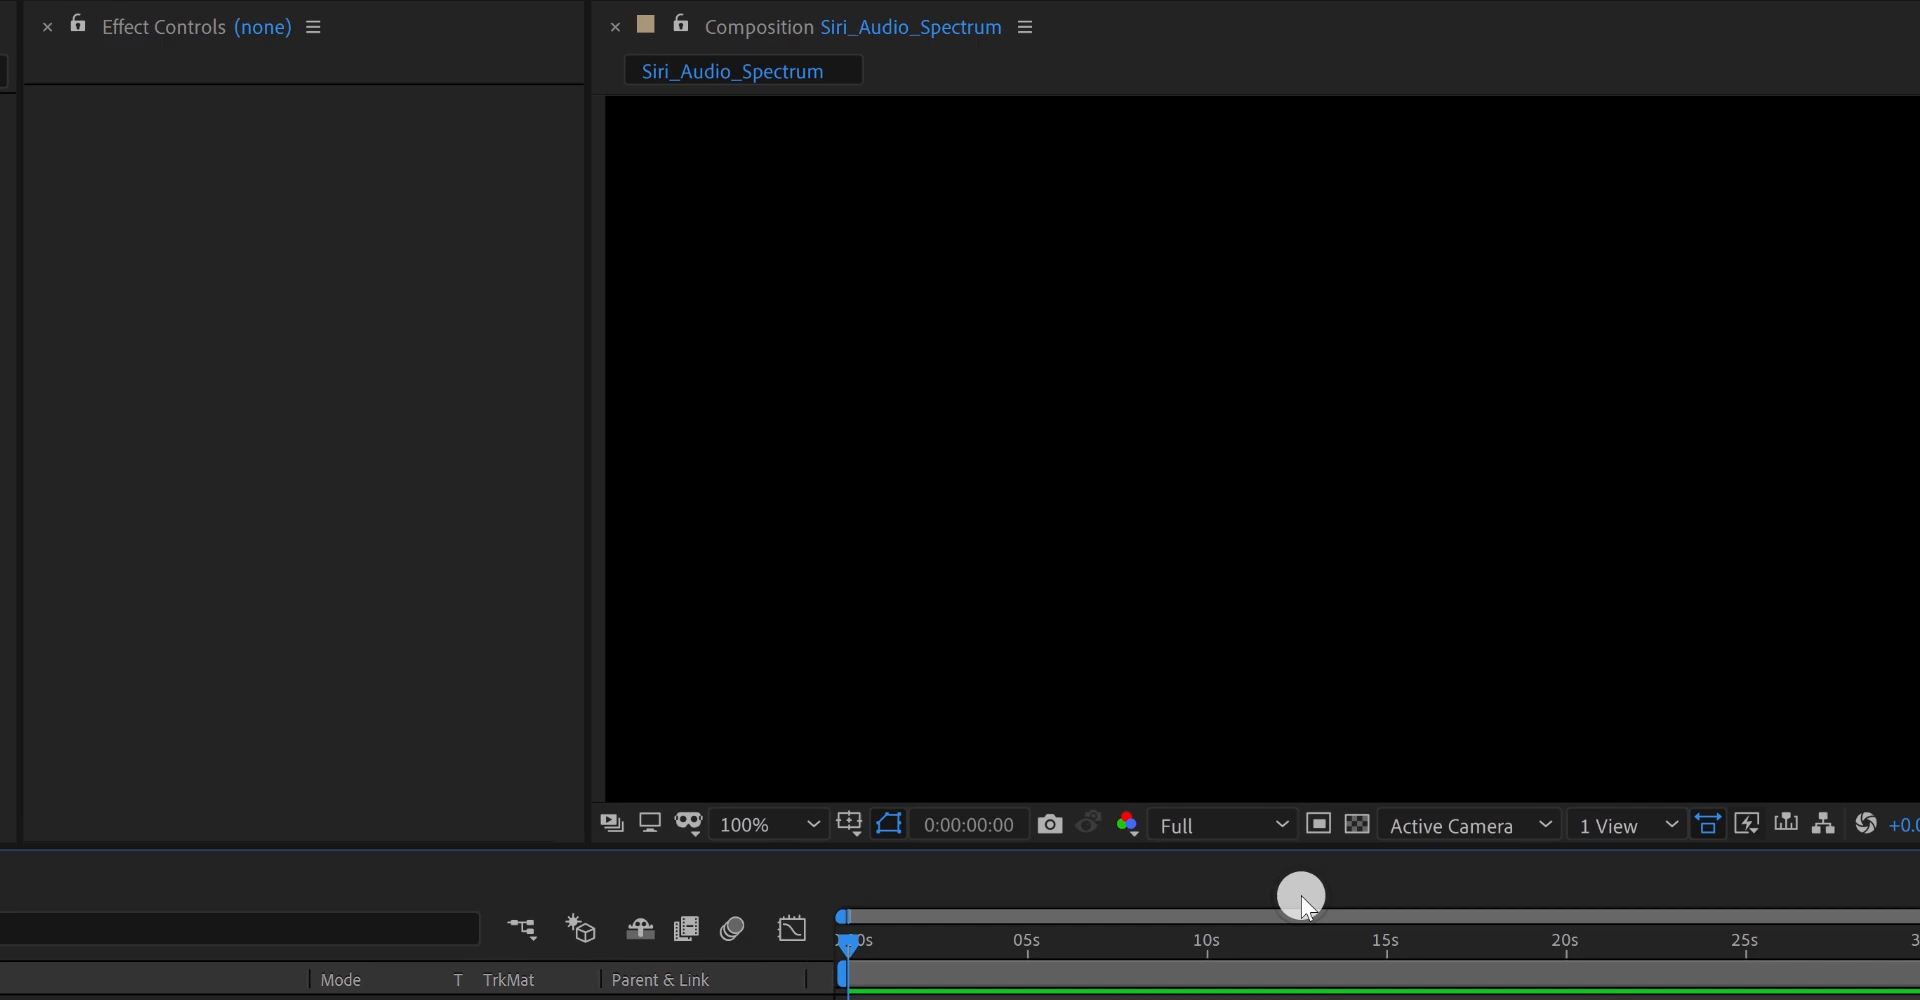 × Effect Controls (none) ≡
× Composition Siri_Audio_Spectrum ≡
Siri_Audio_Spectrum
100% 0:00:00:00 Full Active Camera 1 View
05s 10s 15s 20s 25s
Mode T TrkMat Parent & Link